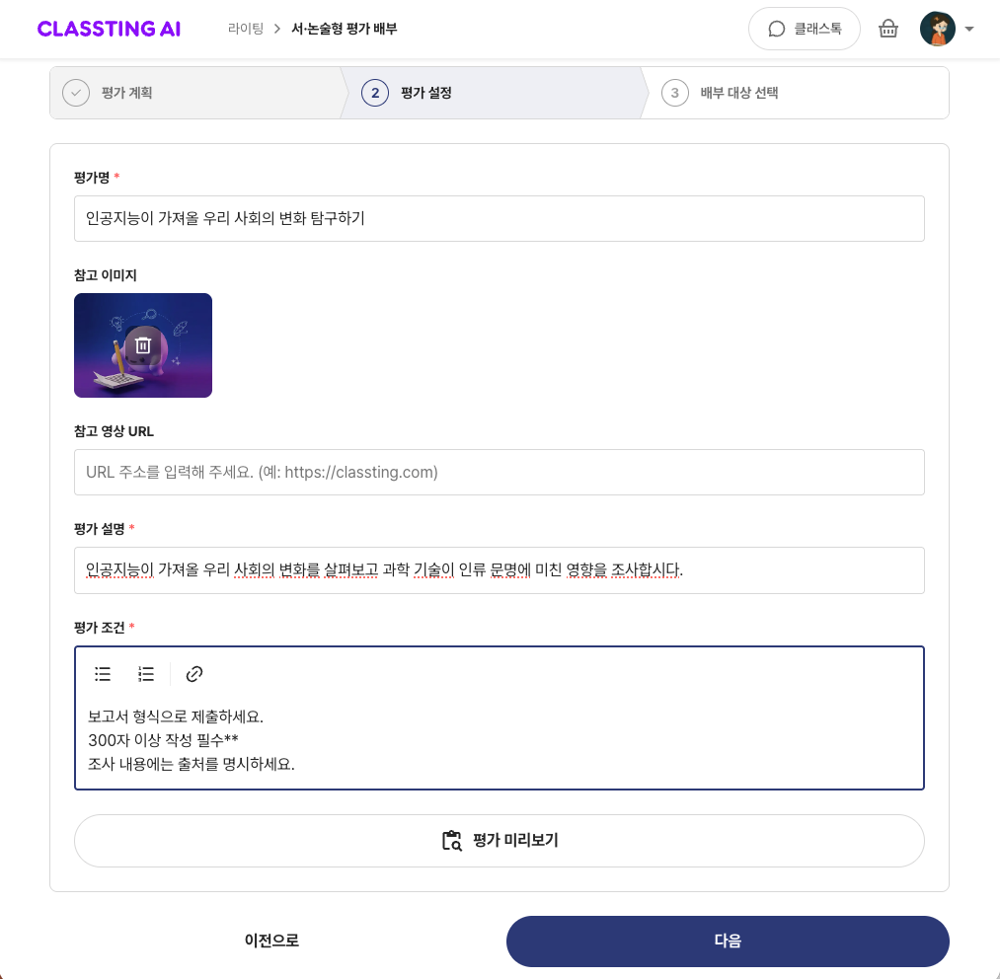 CLASSTING AI
라이팅 > 서·논술형 평가 배부
클래스톡
평가 계획
2 평가 설정
3 배부 대상 선택
평가명 *
인공지능이 가져올 우리 사회의 변화 탐구하기
참고 이미지
참고 영상 URL
URL 주소를 입력해 주세요. (예: https://classting.com)
평가 설명 *
인공지능이 가져올 우리 사회의 변화를 살펴보고 과학 기술이 인류 문명에 미친 영향을 조사합시다.
평가 조건 *
보고서 형식으로 제출하세요.
300자 이상 작성 필수**
조사 내용에는 출처를 명시하세요.
평가 미리보기
이전으로
다음